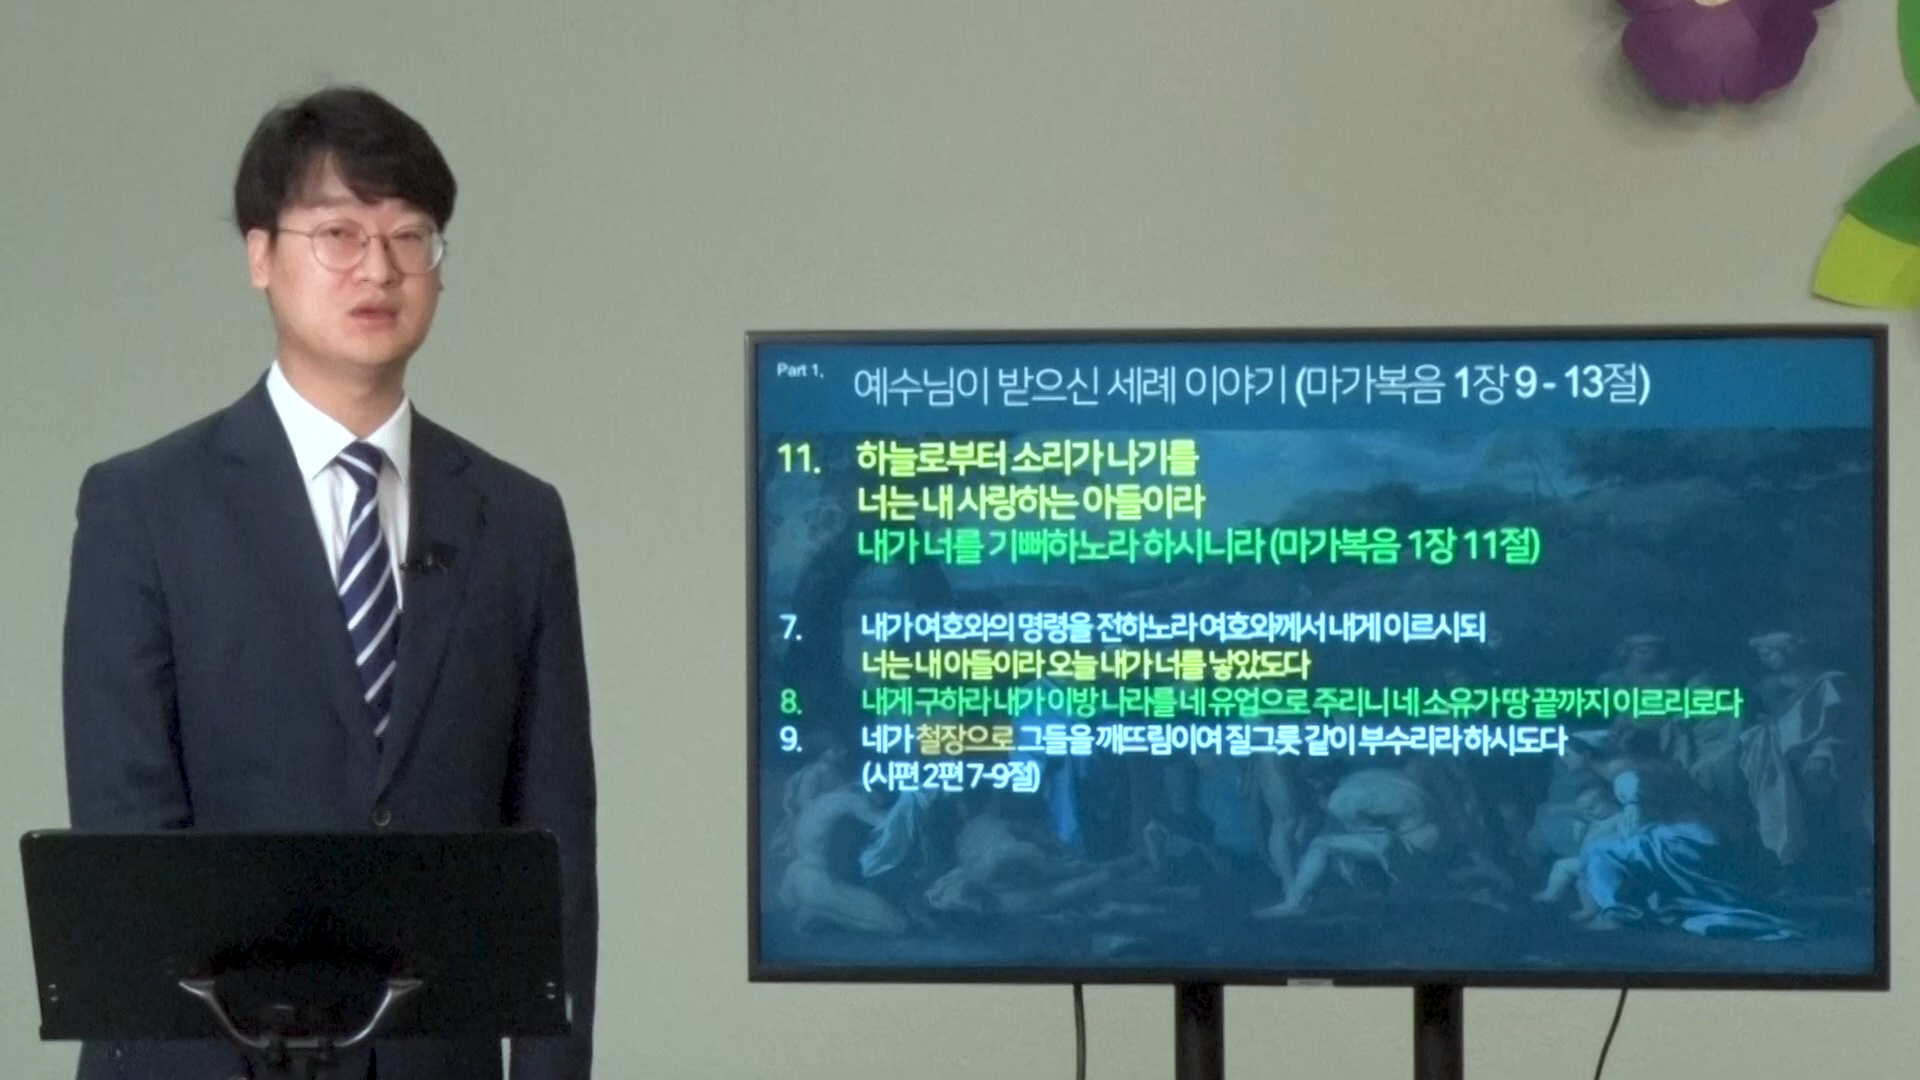 Part 1.
예수님이 받으신 세례 이야기 (마가복음 1장 9 - 13절)
11. 하늘로부터 소리가 나기를
너는 내 사랑하는 아들이라
내가 너를 기뻐하노라 하시니라 (마가복음 1장 11절)
7. 내가 여호와의 명령을 전하노라 여호와께서 내게 이르시되
너는 내 아들이라 오늘 내가 너를 낳았도다
8. 내게 구하라 내가 이방 나라를 네 유업으로 주리니 네 소유가 땅 끝까지 이르리로다
9. 네가 철장으로 그들을 깨뜨림이여 질그릇 같이 부수리라 하시도다
(시편 2편 7-9절)